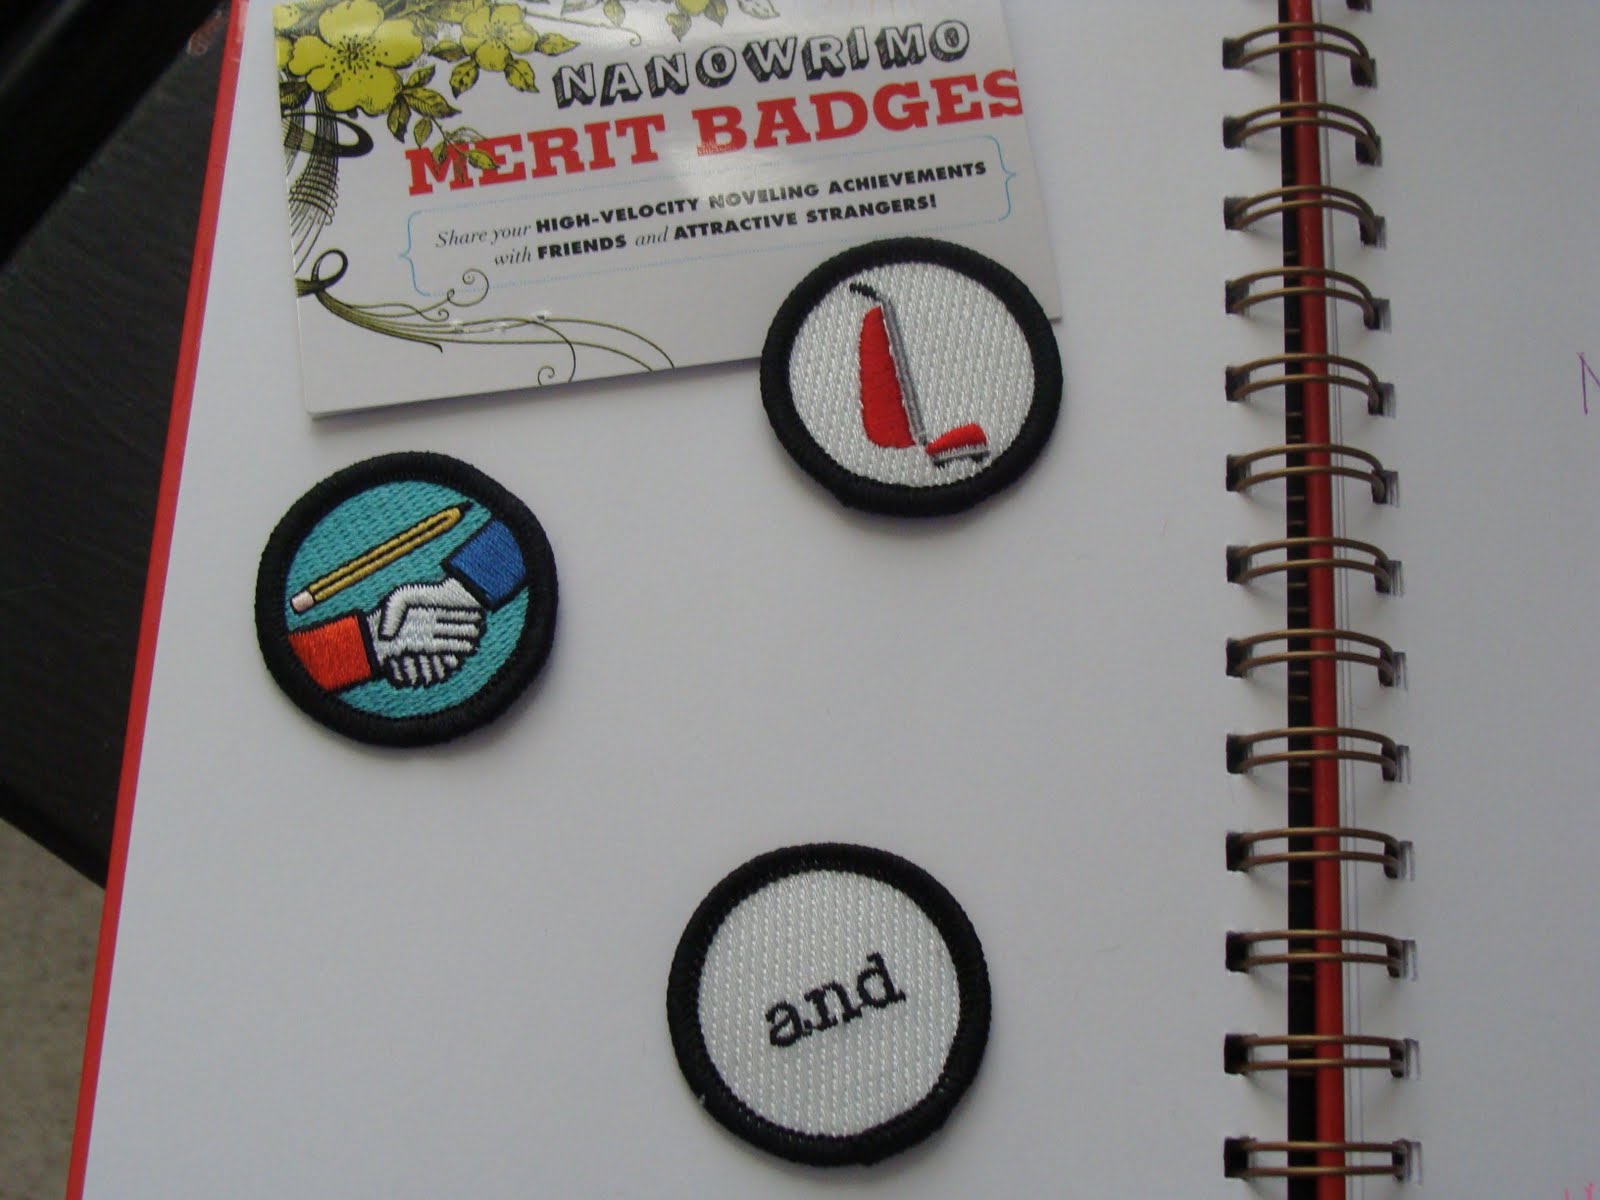 NANOWRIMO
MERIT BADGES
Share your HIGH-VELOCITY NOVELING ACHIEVEMENTS
with FRIENDS and ATTRACTIVE STRANGERS!
and